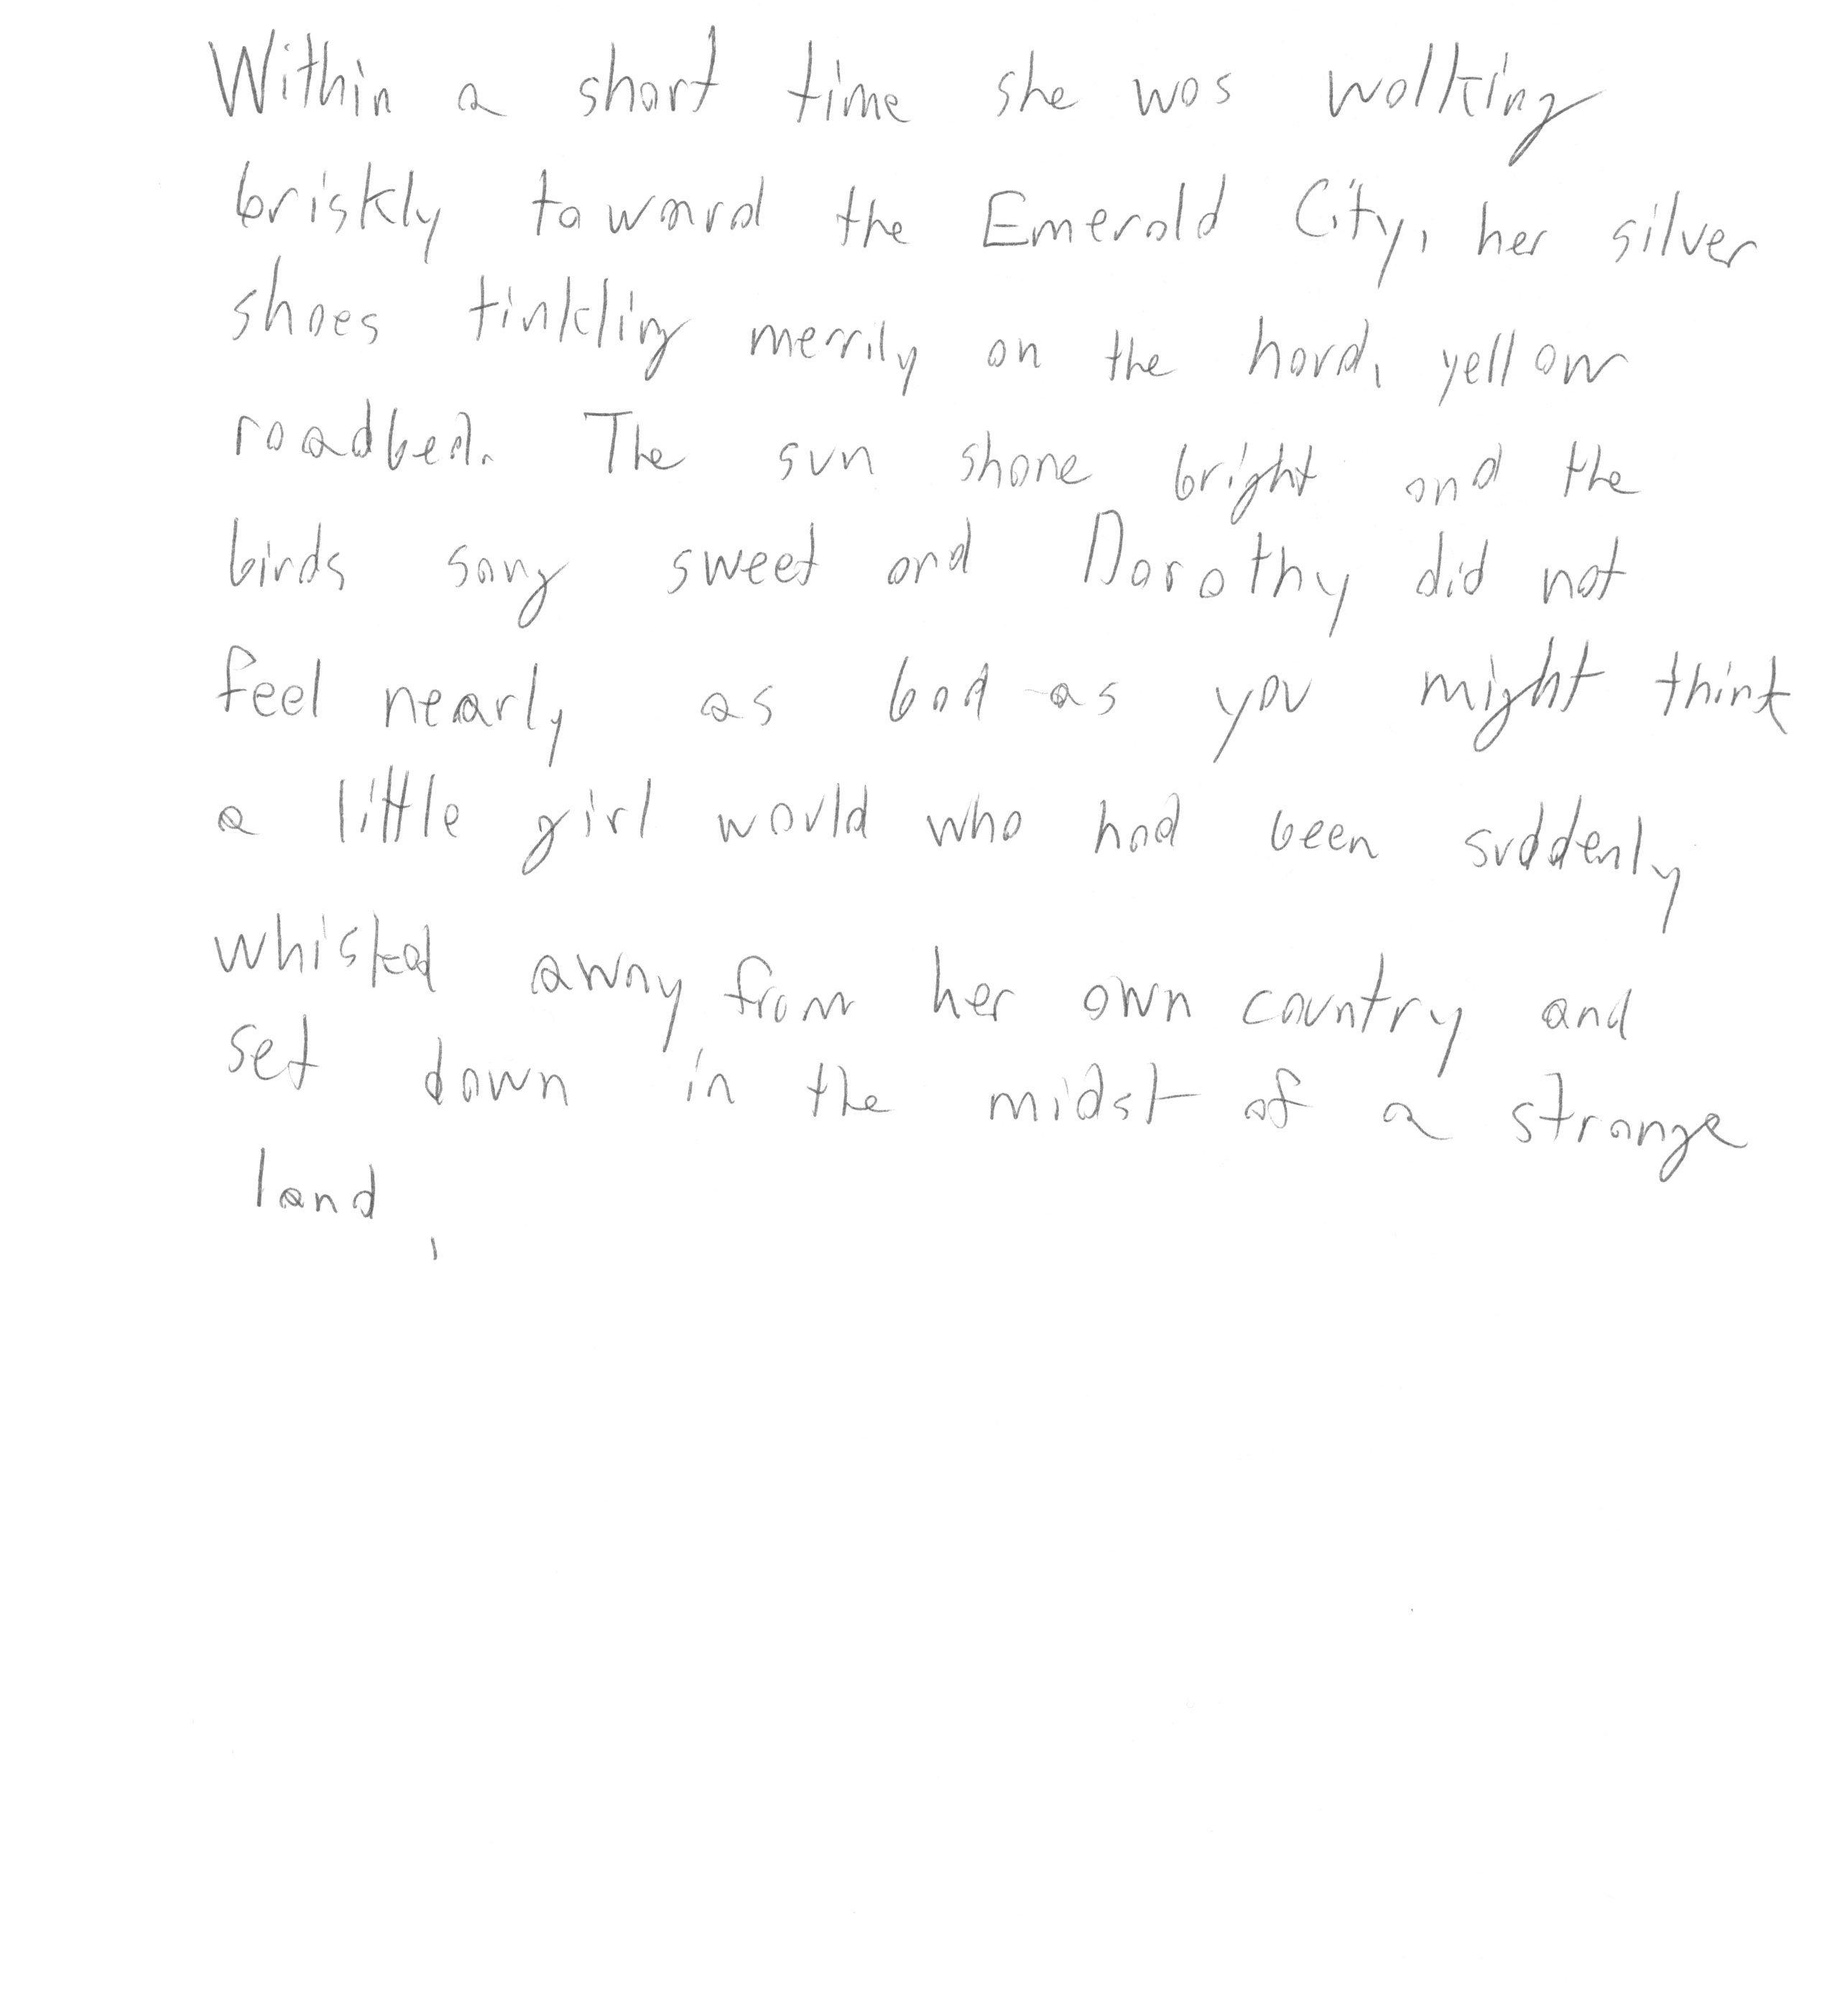 Within a short time she was walking
briskly toward the Emerald City, her silver
shoes tinkling merrily on the hard, yellow
roadbed. The sun shone bright and the
birds sang sweet and Dorothy did not
feel nearly as bad as you might think
a little girl would who had been suddenly
whisked away from her own country and
set down in the midst of a strange
land,